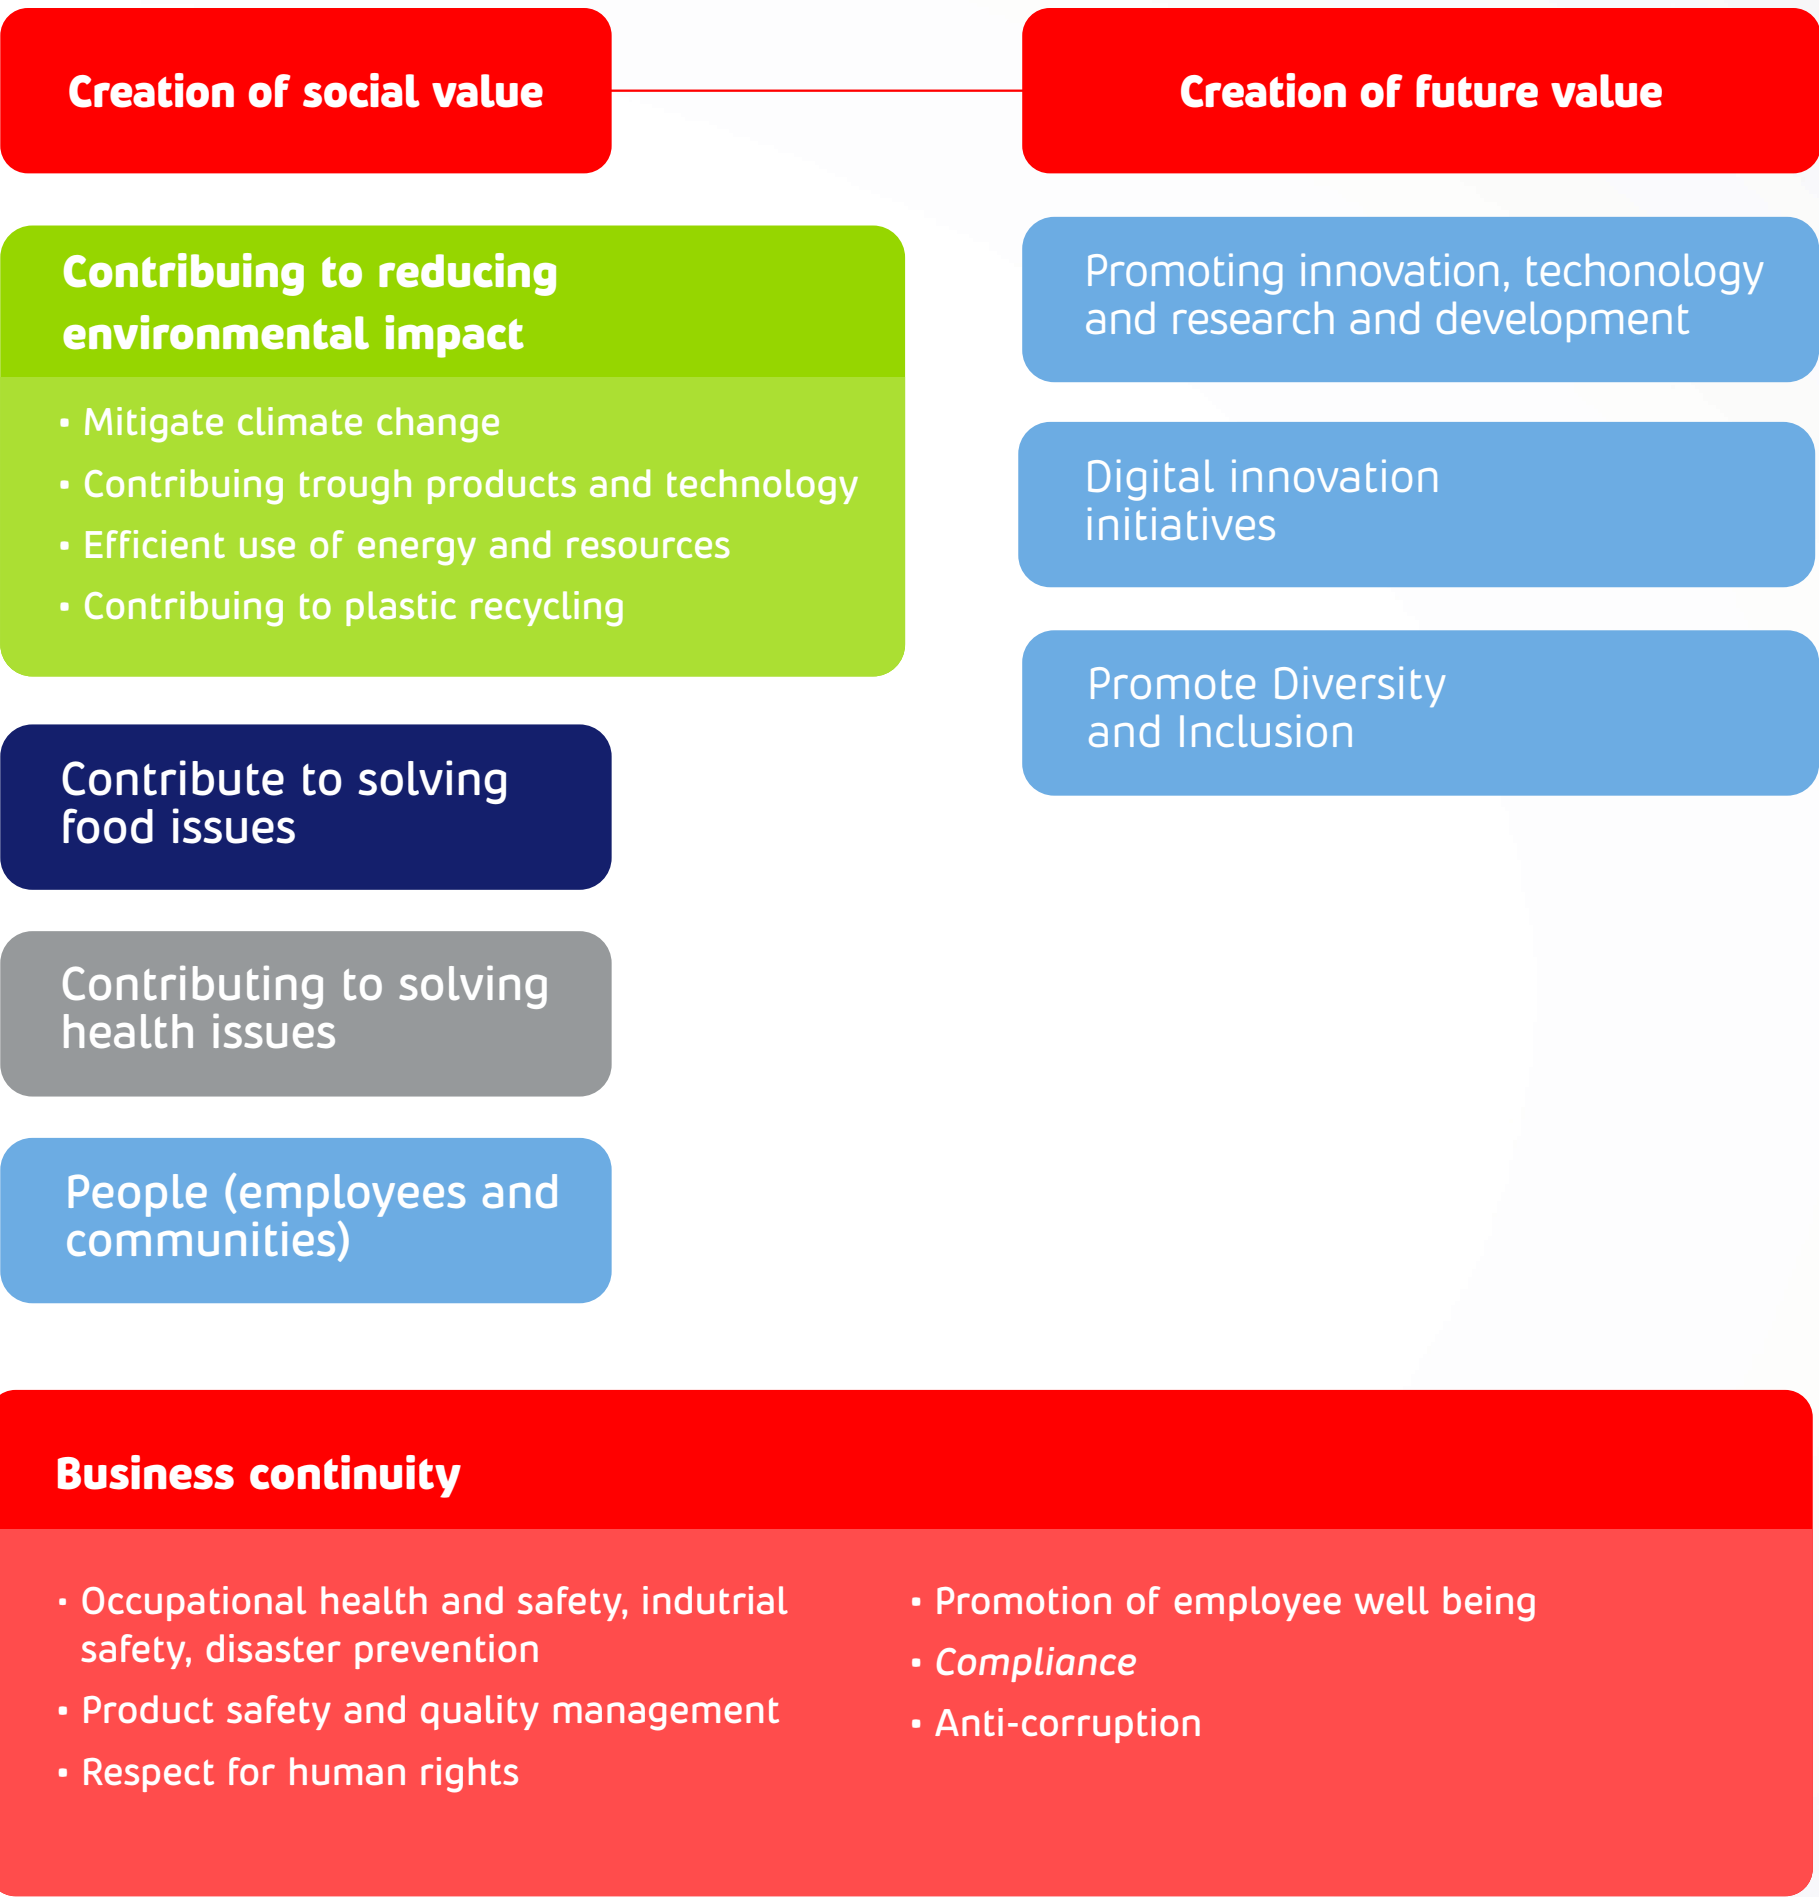 Creation of social value
Contribuing to reducing
environmental impact
▪ Mitigate climate change
▪ Contribuing trough products and technology
▪ Efficient use of energy and resources
▪ Contribuing to plastic recycling
Contribute to solving
food issues
Contributing to solving
health issues
People (employees and
communities)
Creation of future value
Promoting innovation, techonology
and research and development
Digital innovation
initiatives
Promote Diversity
and Inclusion
Business continuity
▪ Occupational health and safety, indutrial
safety, disaster prevention
▪ Product safety and quality management
▪ Respect for human rights
▪ Promotion of employee well being
▪ Compliance
▪ Anti-corruption